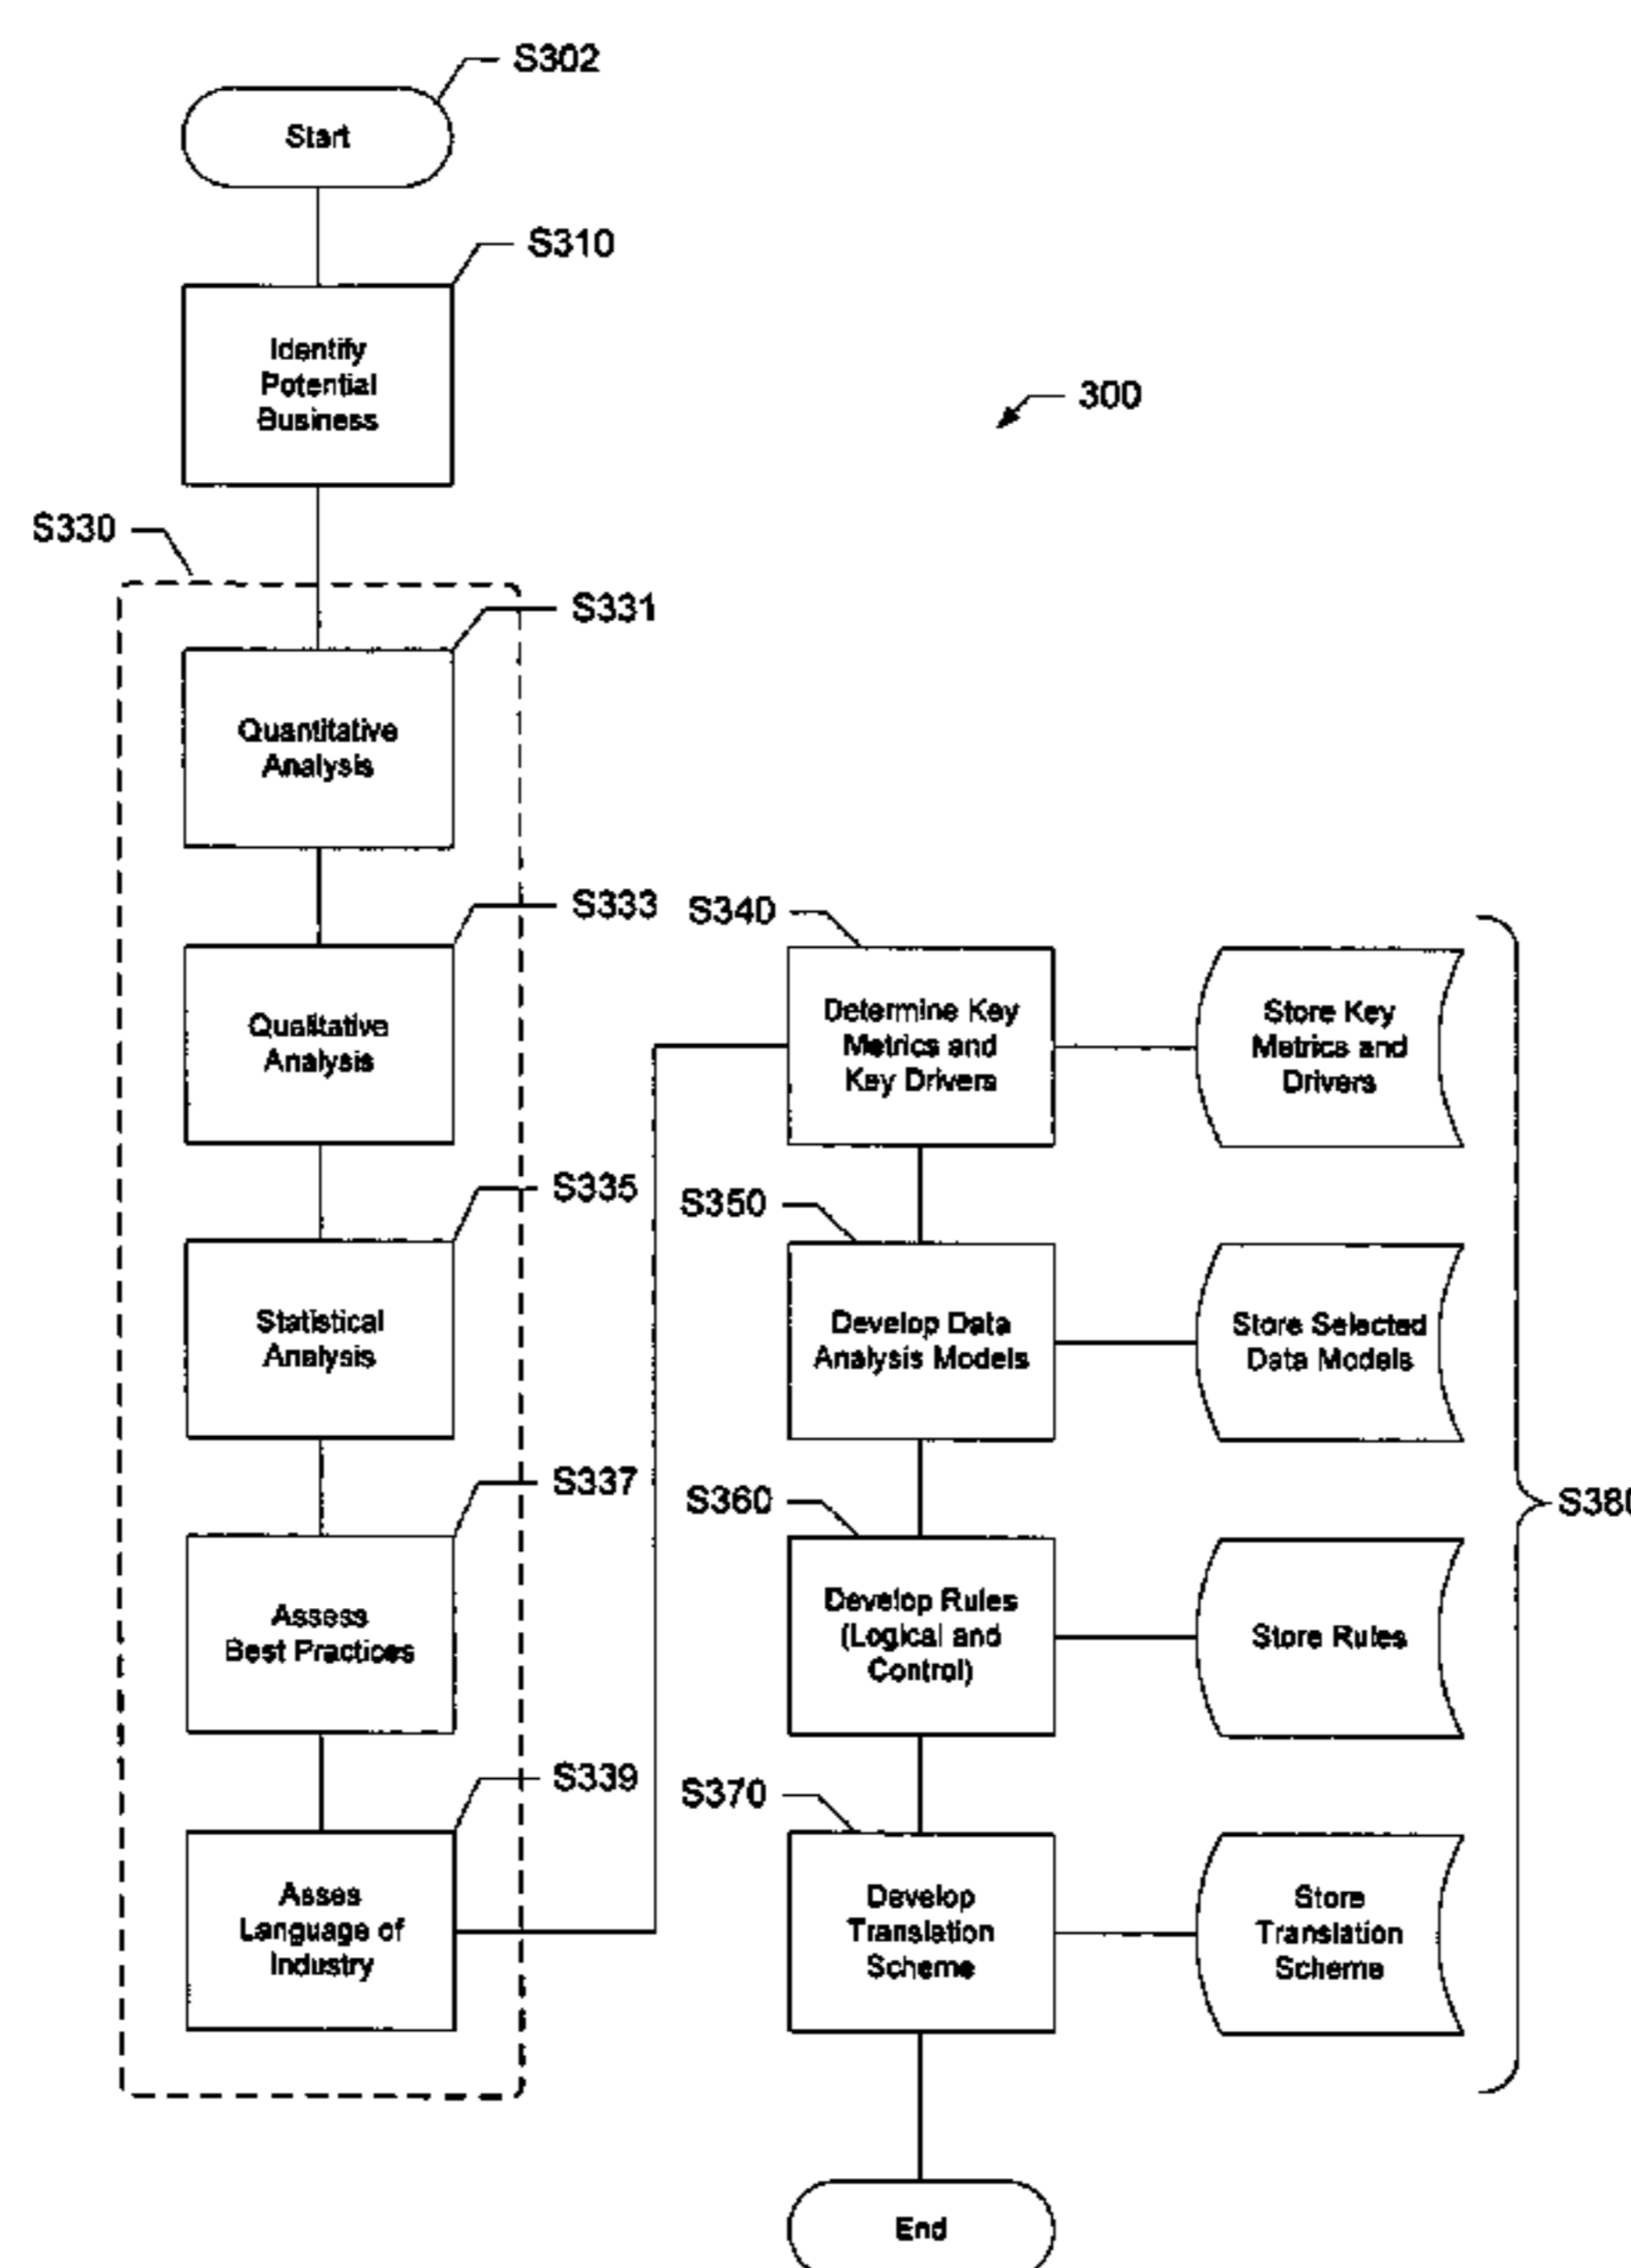 S302
Start
S310
Identify
Potential
Business
300
S330
S331
Quantitative
Analysis
S333
Qualitative
Analysis
S335
Statistical
Analysis
S337
Assess
Best Practices
S339
Asses
Language of
Industry
S340
Determine Key
Metrics and
Key Drivers
Store Key
Metrics and
Drivers
S350
Develop Data
Analysis Models
Store Selected
Data Models
S360
Develop Rules
(Logical and
Control)
Store Rules
S380
S370
Develop
Translation
Scheme
Store
Translation
Scheme
End